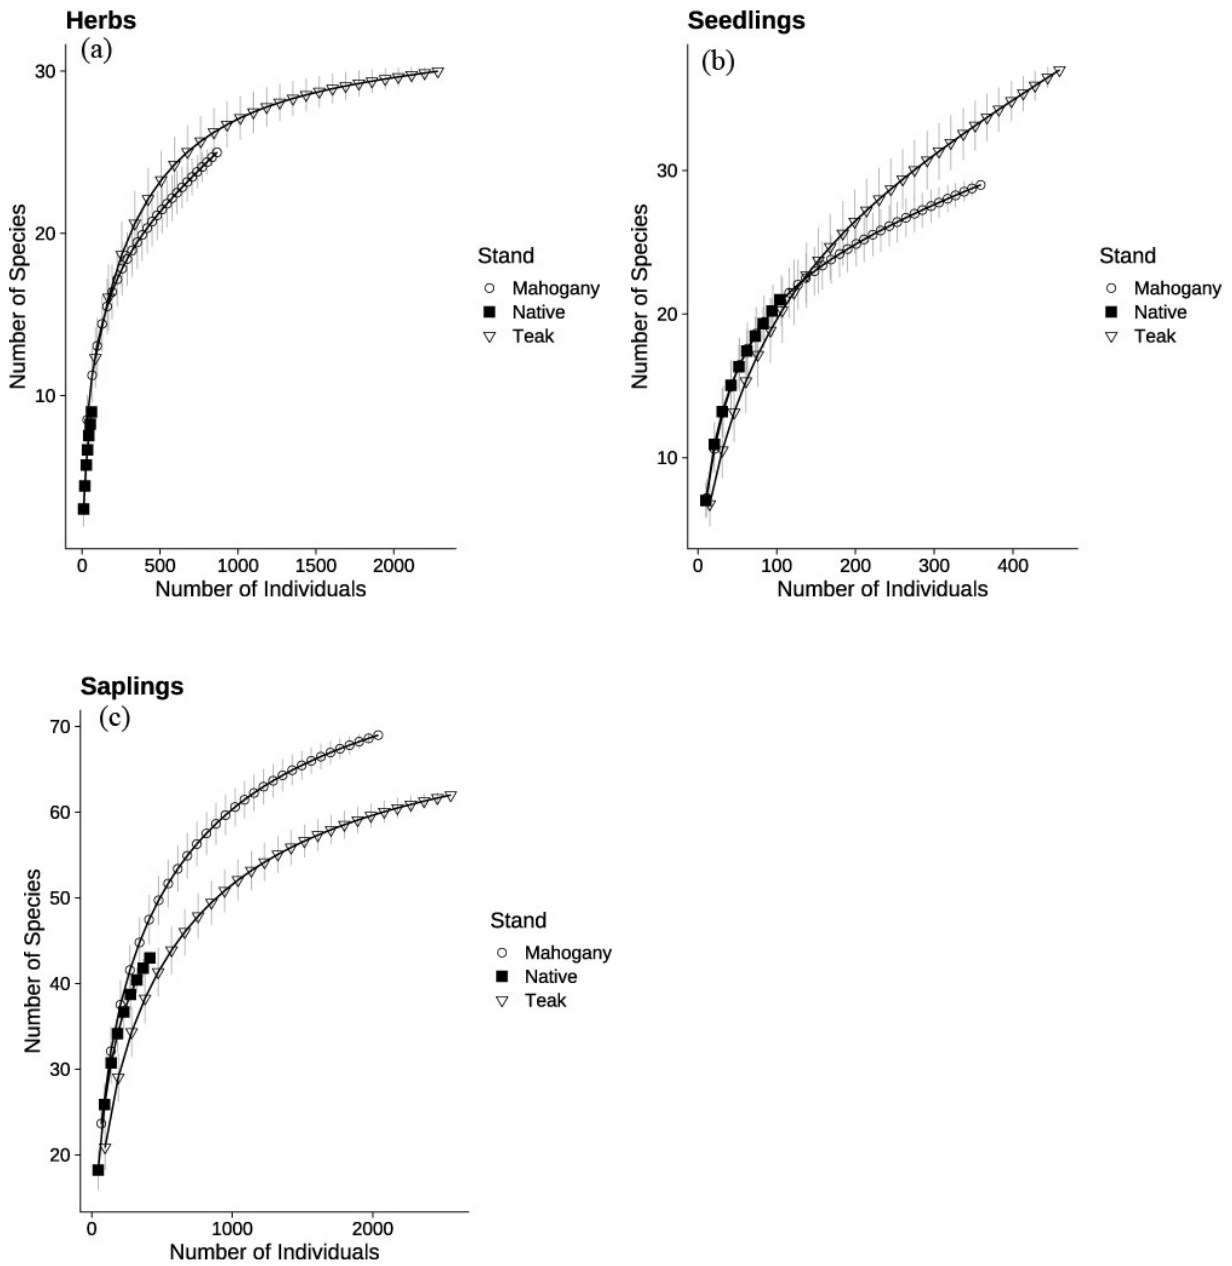 Herbs
(a)
30
20
10
Number of Species
0 500 1000 1500 2000
Number of Individuals
Stand
Mahogany
Native
Teak
Seedlings
(b)
30
20
10
Number of Species
0 100 200 300 400
Number of Individuals
Stand
Mahogany
Native
Teak
Saplings
(c)
70
60
50
40
30
20
Number of Species
0 1000 2000
Number of Individuals
Stand
Mahogany
Native
Teak